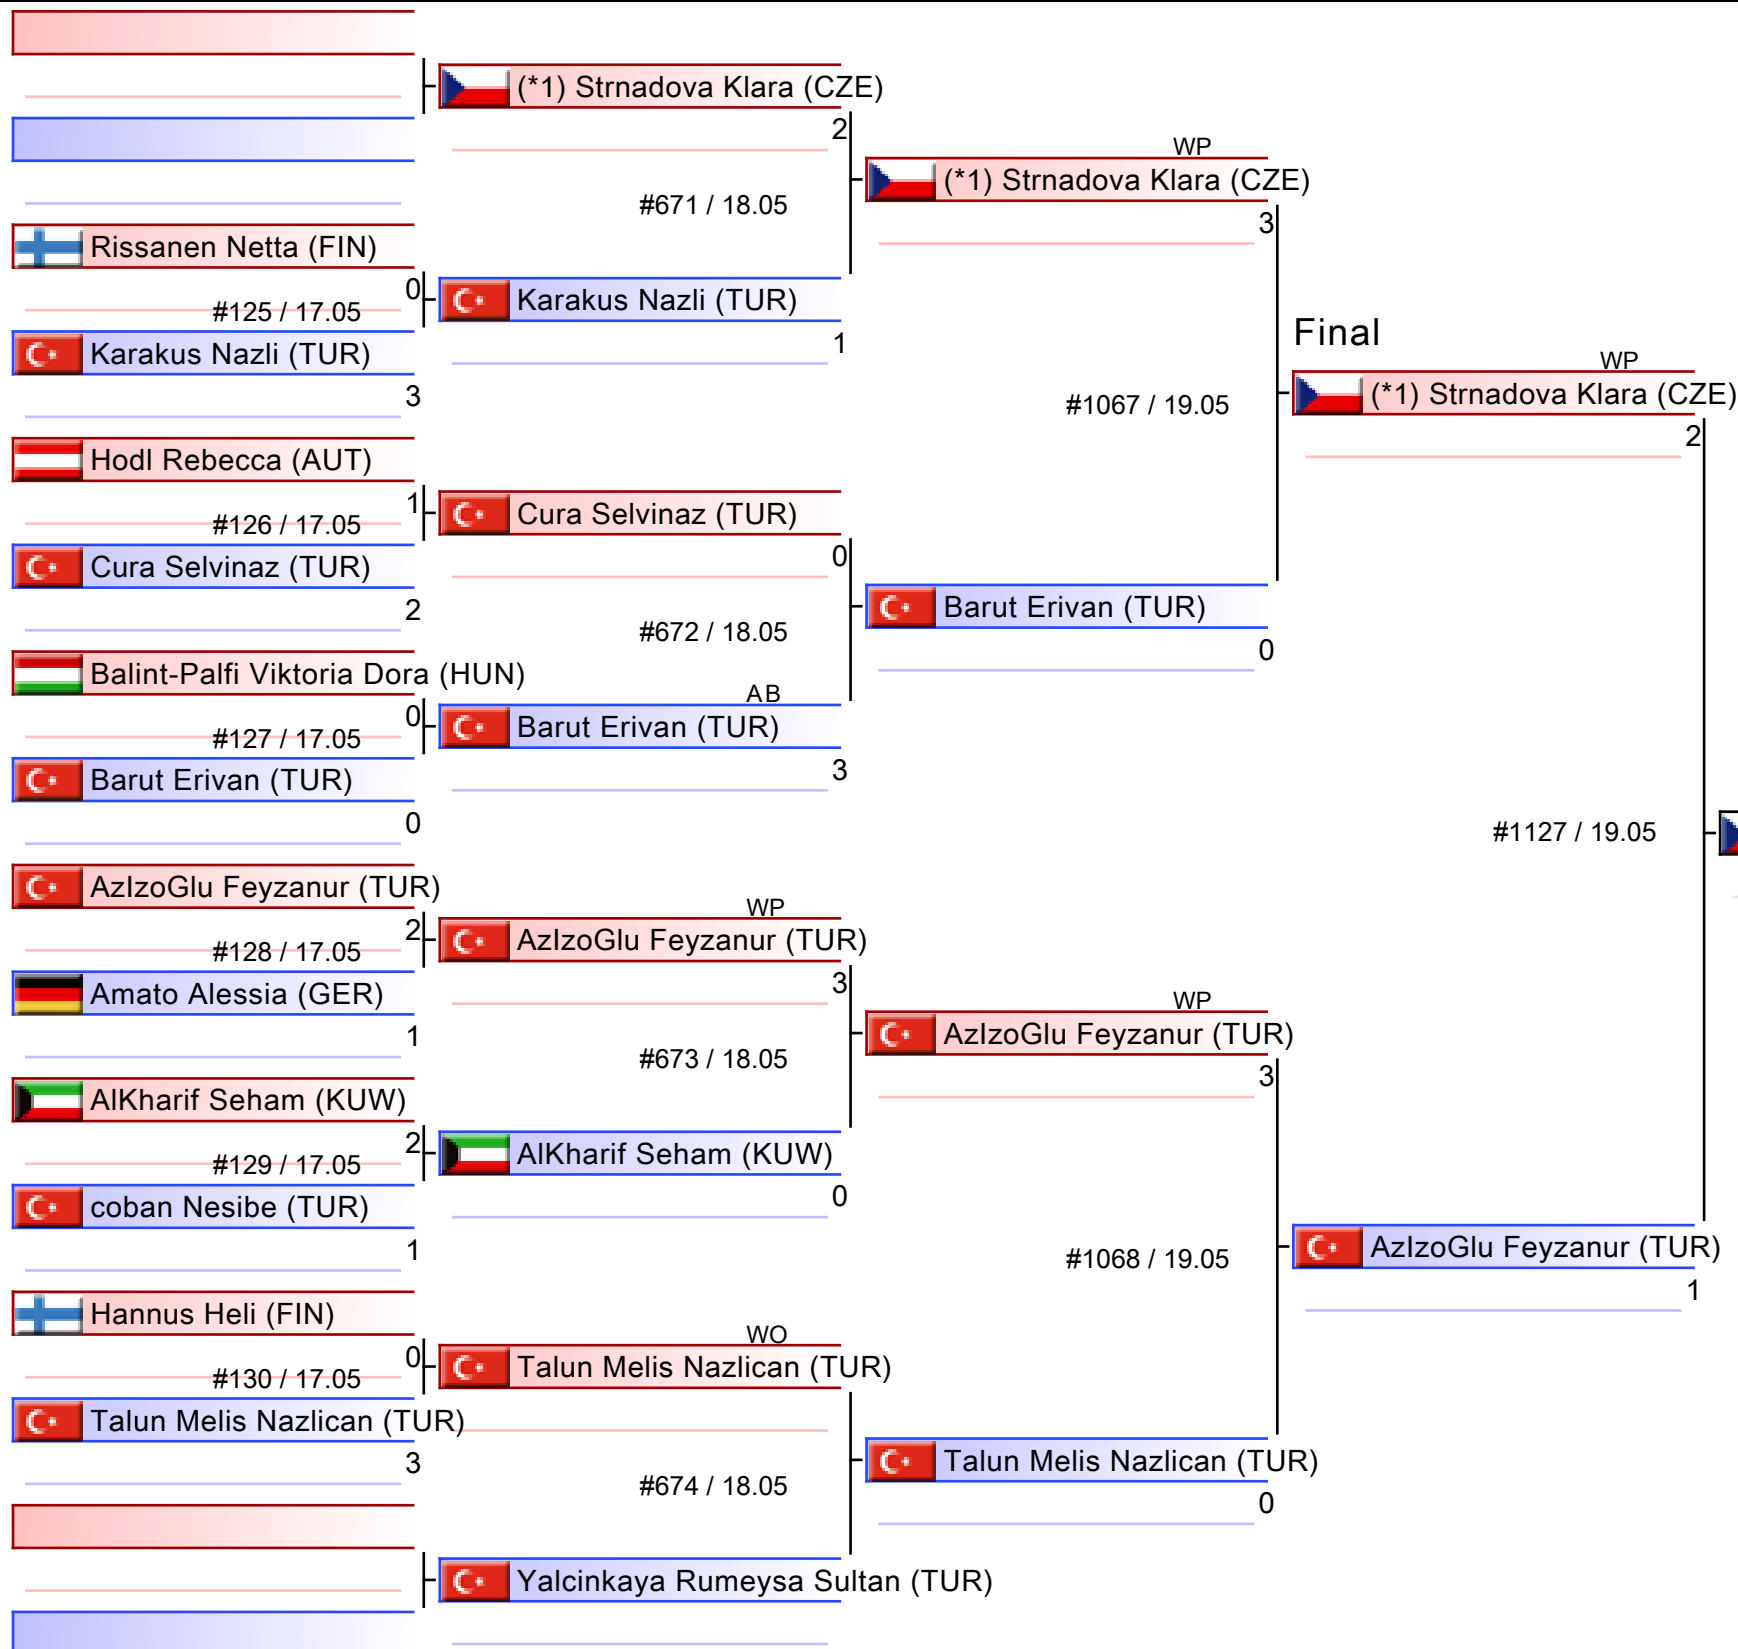 (*1) Strnadova Klara (CZE)
2
WP
(*1) Strnadova Klara (CZE)
#671 / 18.05
3
Rissanen Netta (FIN)
0
#125 / 17.05
Karakus Nazli (TUR)
1
Karakus Nazli (TUR)
3
Final
WP
(*1) Strnadova Klara (CZE)
#1067 / 19.05
2
Hodl Rebecca (AUT)
1
#126 / 17.05
Cura Selvinaz (TUR)
0
Cura Selvinaz (TUR)
2
#672 / 18.05
Barut Erivan (TUR)
0
Balint-Palfi Viktoria Dora (HUN)
0
#127 / 17.05
AB
Barut Erivan (TUR)
3
Barut Erivan (TUR)
0
#1127 / 19.05
AzIzoGlu Feyzanur (TUR)
2
#128 / 17.05
WP
AzIzoGlu Feyzanur (TUR)
3
Amato Alessia (GER)
1
#673 / 18.05
WP
AzIzoGlu Feyzanur (TUR)
3
AlKharif Seham (KUW)
2
#129 / 17.05
AlKharif Seham (KUW)
0
coban Nesibe (TUR)
1
#1068 / 19.05
AzIzoGlu Feyzanur (TUR)
1
Hannus Heli (FIN)
0
#130 / 17.05
WO
Talun Melis Nazlican (TUR)
Talun Melis Nazlican (TUR)
3
#674 / 18.05
Talun Melis Nazlican (TUR)
0
Yalcinkaya Rumeysa Sultan (TUR)